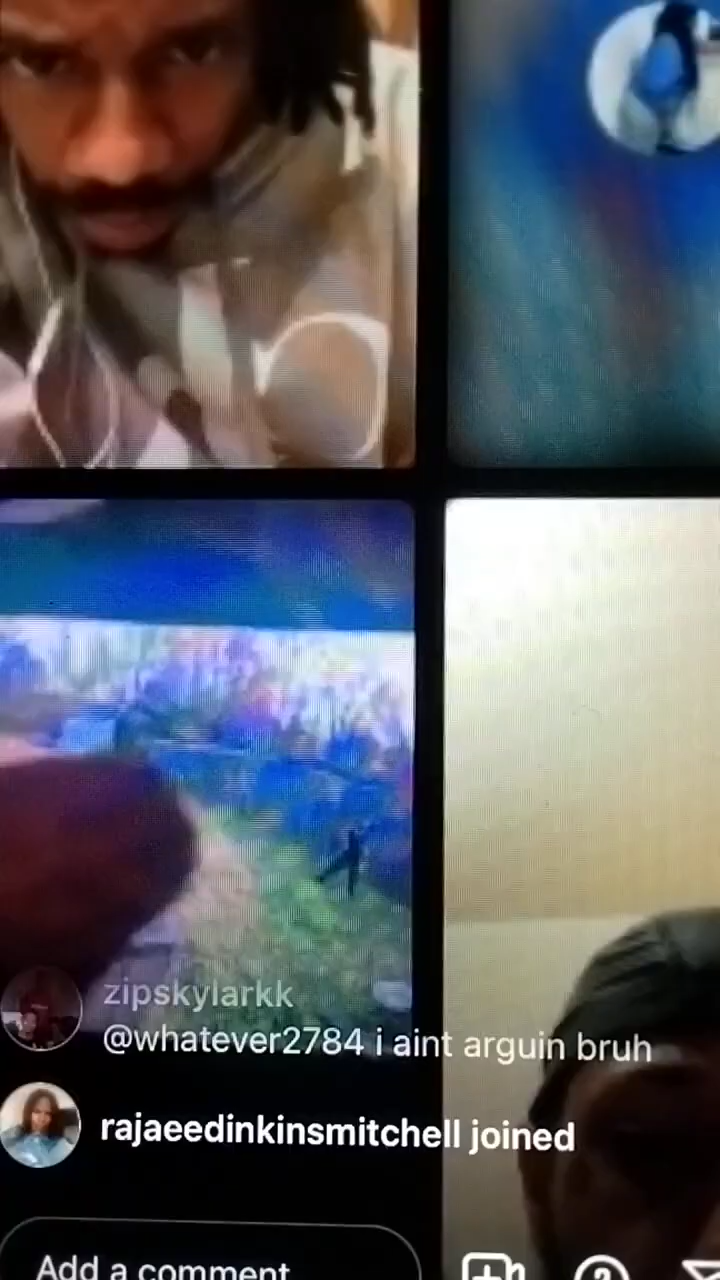 zipskylarkk
@whatever2784 i aint arguin bruh
rajaeedinkinsmitchell joined
Add a comment